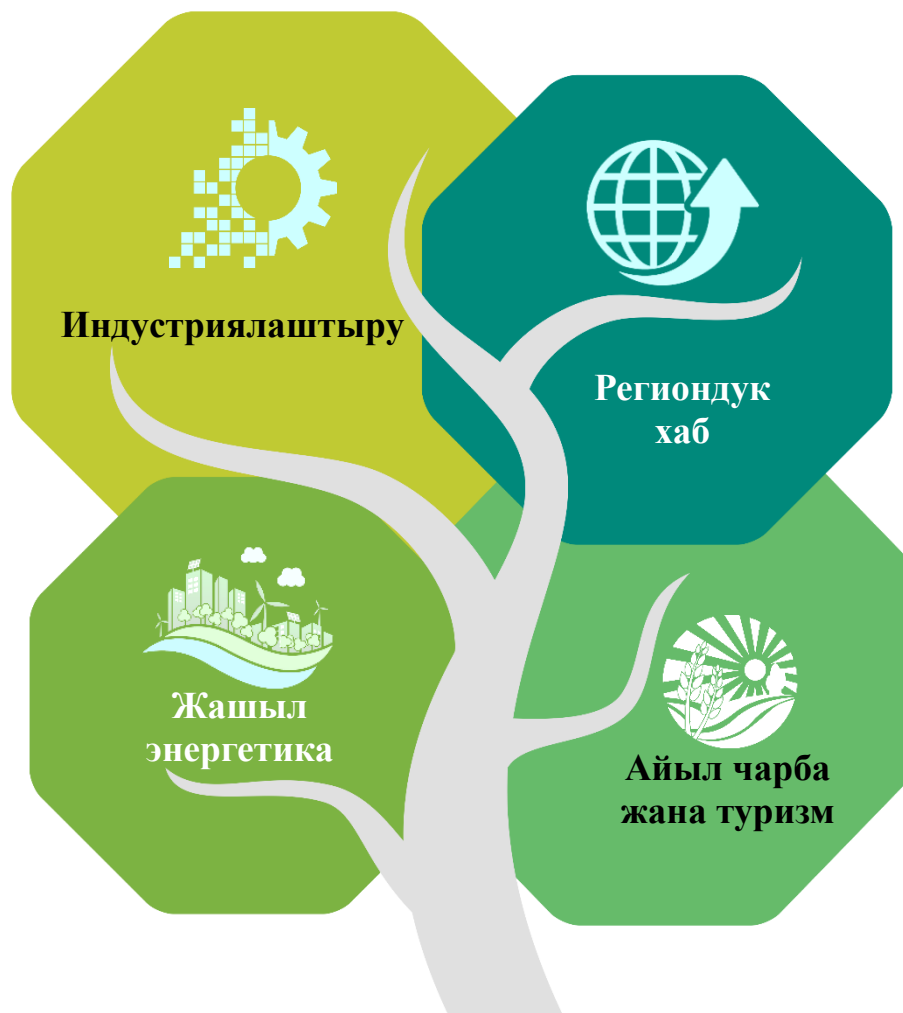 Индустриялаштыру
Региондук
хаб
Жашыл
энергетика
Айыл чарба
жана туризм